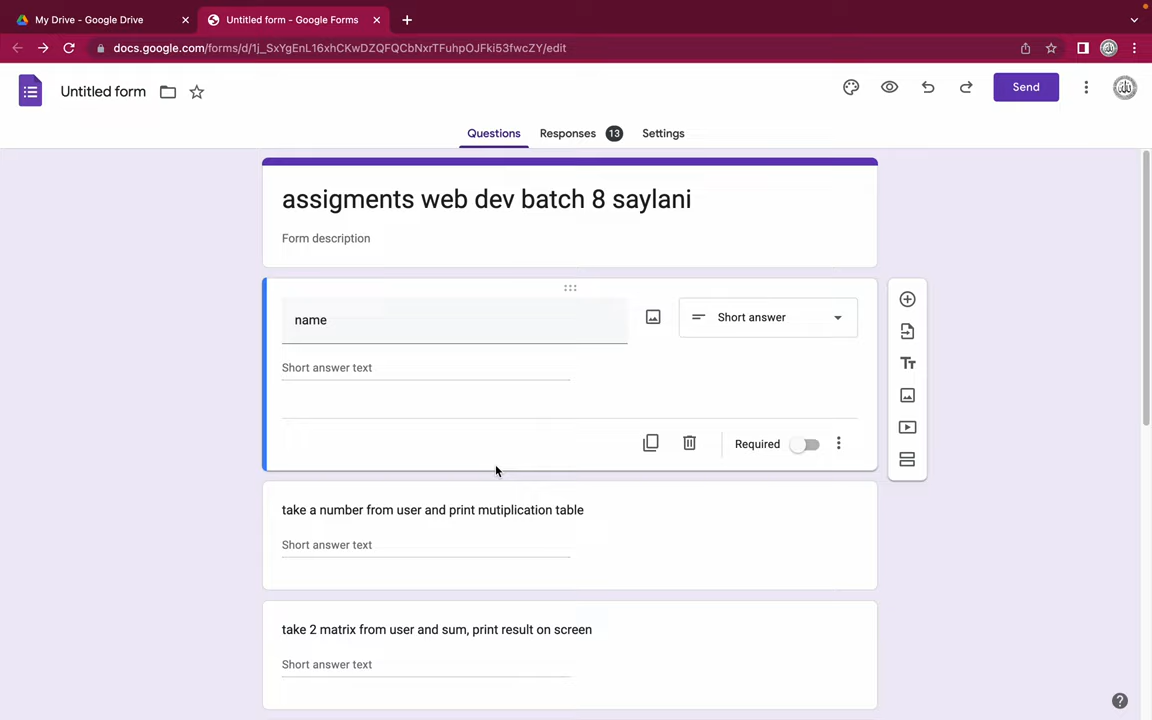 My Drive - Google Drive
Untitled form - Google Forms
docs.google.com/forms/d/1j_SxYgEnL16xhCKwDZQFQCbNxrTFuhpOJFki53fwcZY/edit
Untitled form
Send
Questions
Responses 13
Settings
assigments web dev batch 8 saylani
Form description
name
Short answer
Short answer text
Required
take a number from user and print mutiplication table
Short answer text
take 2 matrix from user and sum, print result on screen
Short answer text